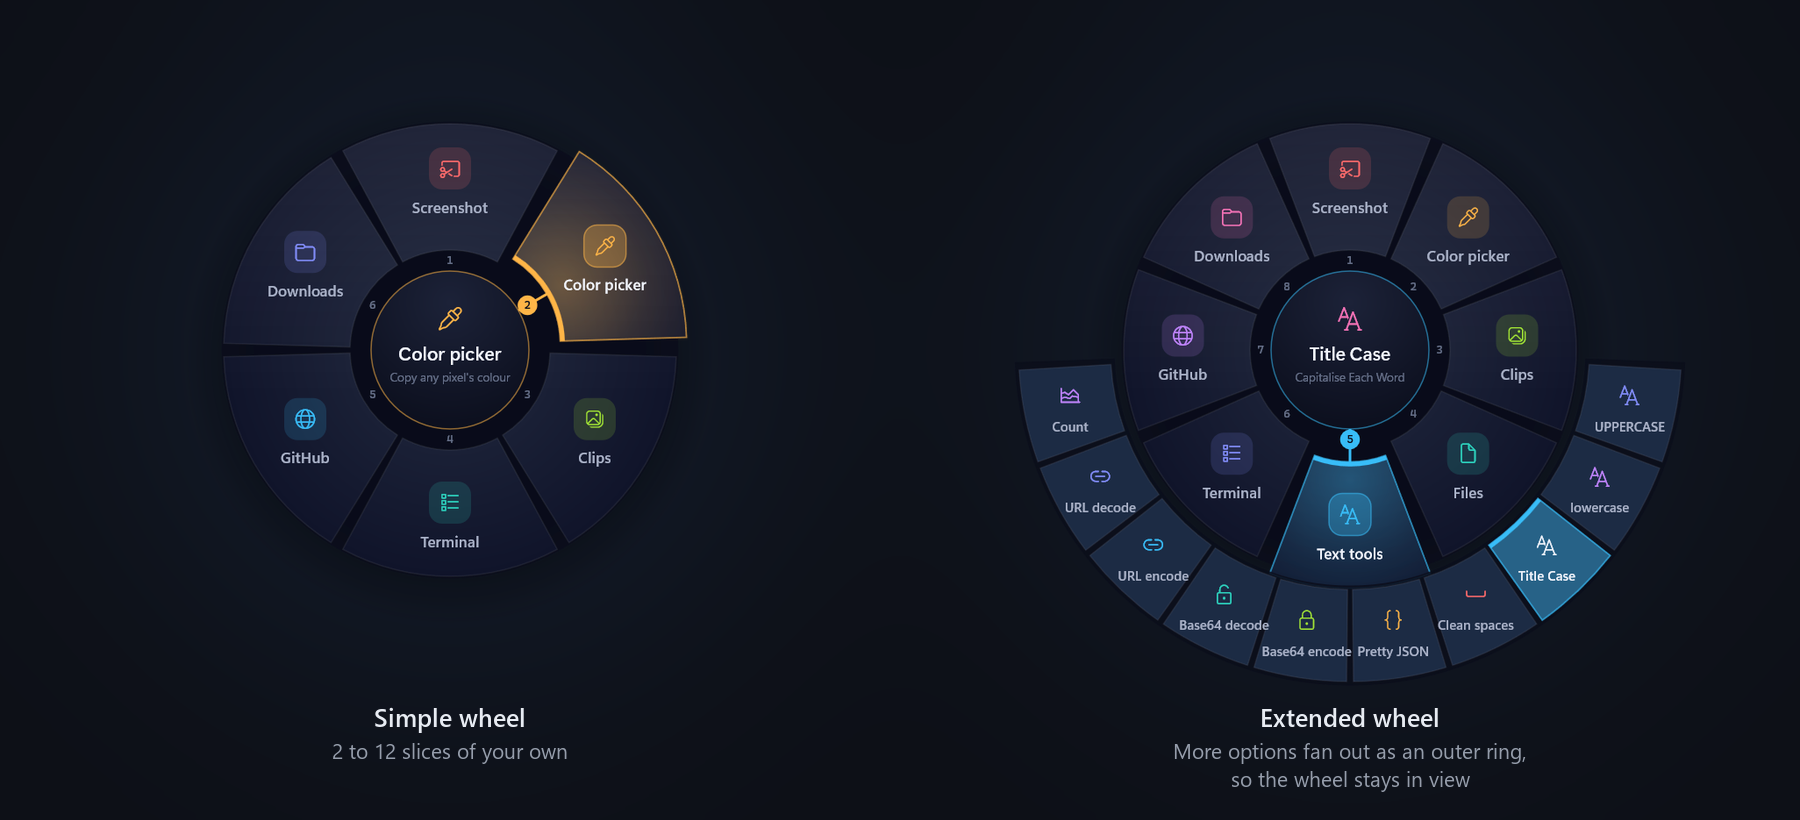 Screenshot
Color picker
Downloads
1
2
3
4
5
6
Color picker
Copy any pixel's colour
GitHub
Clips
Terminal
Simple wheel
2 to 12 slices of your own
Screenshot
Downloads
Color picker
GitHub
Clips
1
2
3
4
5
6
7
8
Title Case
Capitalise Each Word
Terminal
Files
Text tools
Count
URL decode
URL encode
Base64 decode
Base64 encode
Pretty JSON
Clean spaces
Title Case
lowercase
UPPERCASE
Extended wheel
More options fan out as an outer ring,
so the wheel stays in view